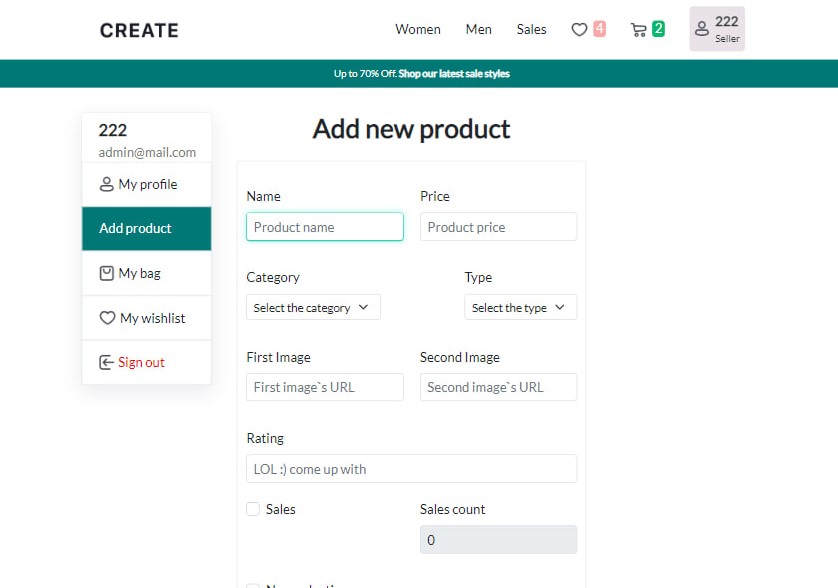 CREATE
Women Men Sales 4 2 222
Seller
Up to 70% Off. Shop our latest sale styles
222
admin@mail.com
My profile
Add product
My bag
My wishlist
Sign out
Add new product
Name Price
Product name Product price
Category Type
Select the category Select the type
First Image Second Image
First image`s URL Second image`s URL
Rating
LOL :) come up with
Sales Sales count
0